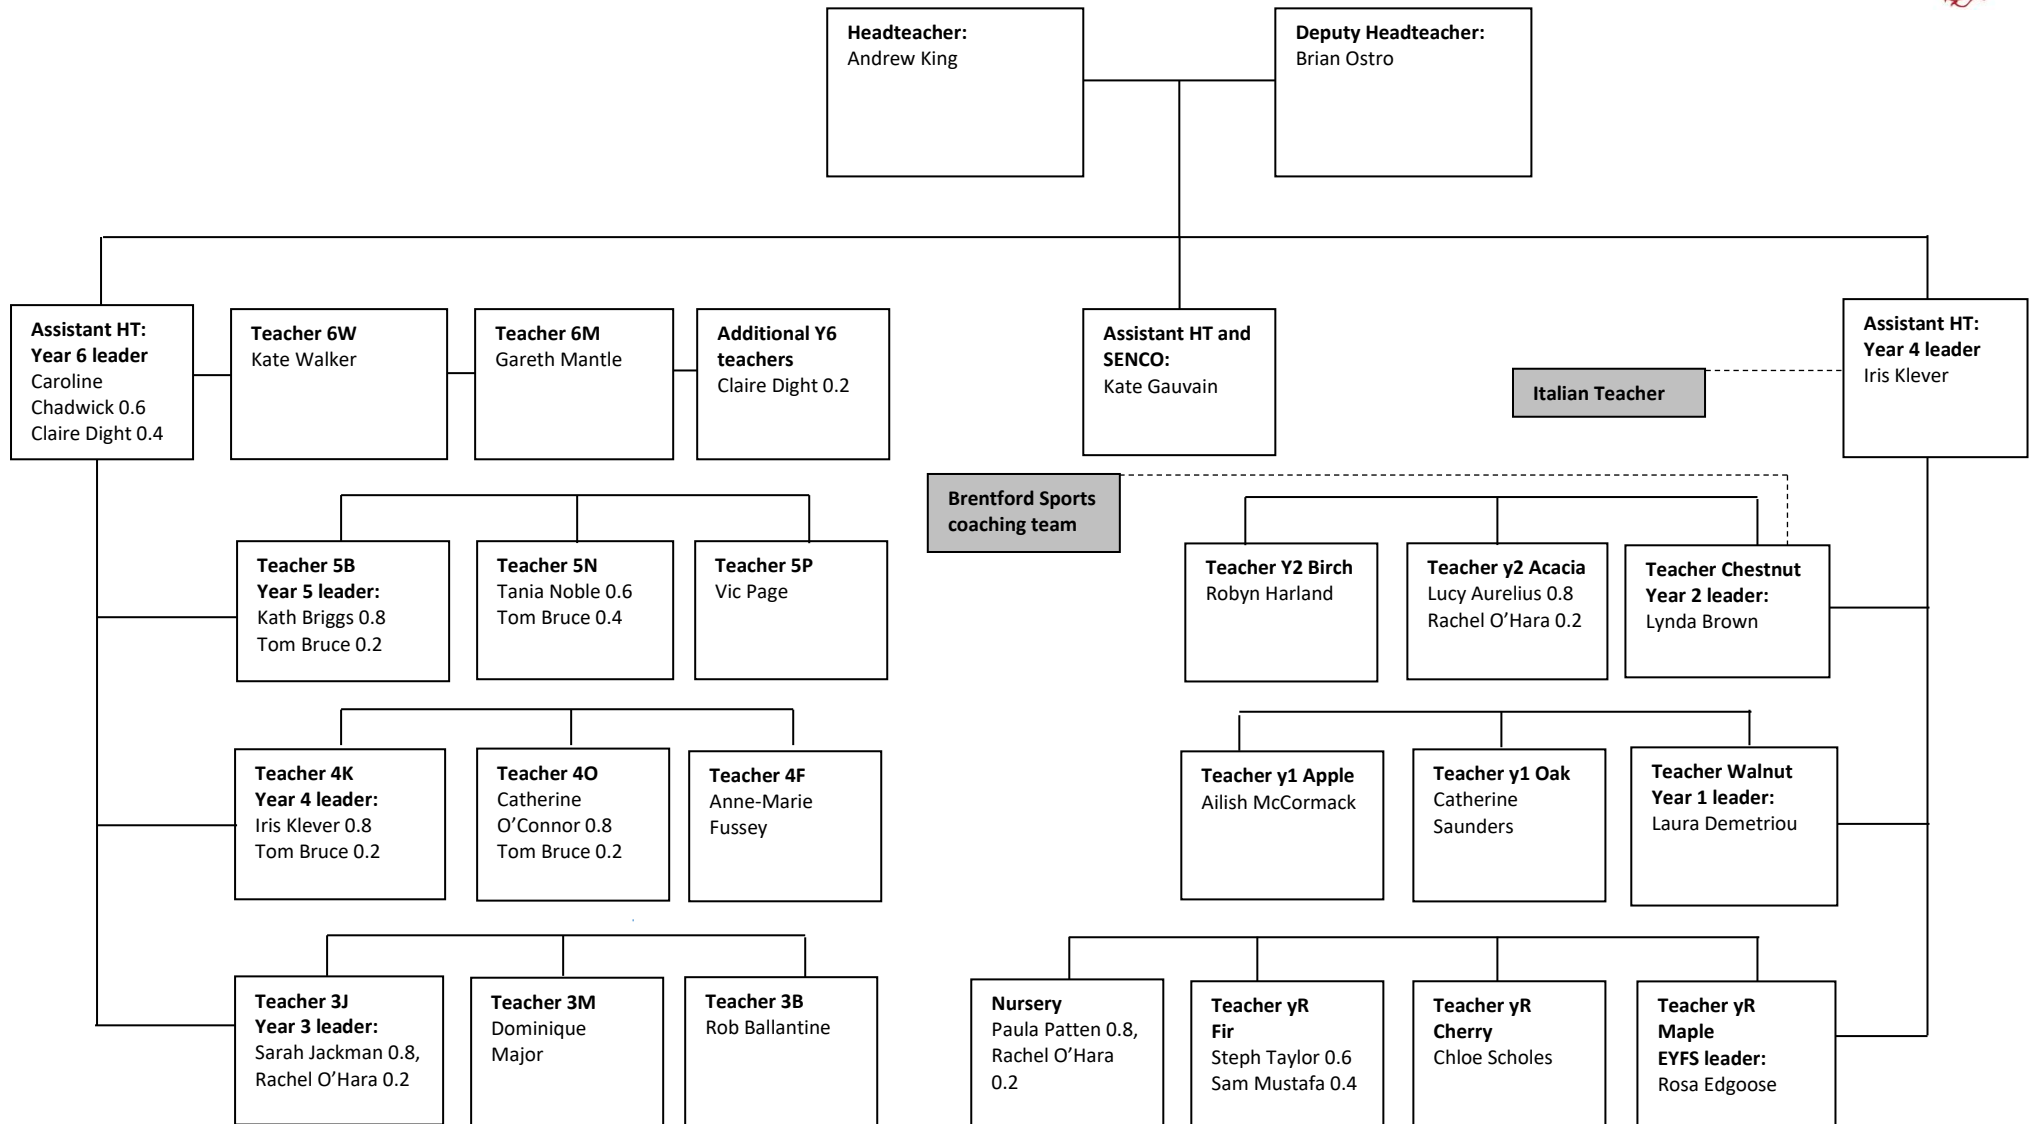 Headteacher:
Andrew King
Deputy Headteacher:
Brian Ostro
Assistant HT:
Year 6 leader
Caroline
Chadwick 0.6
Claire Dight 0.4
Teacher 6W
Kate Walker
Teacher 6M
Gareth Mantle
Additional Y6
teachers
Claire Dight 0.2
Assistant HT and
SENCO:
Kate Gauvain
Italian Teacher
Assistant HT:
Year 4 leader
Iris Klever
Brentford Sports
coaching team
Teacher 5B
Year 5 leader:
Kath Briggs 0.8
Tom Bruce 0.2
Teacher 5N
Tania Noble 0.6
Tom Bruce 0.4
Teacher 5P
Vic Page
Teacher Y2 Birch
Robyn Harland
Teacher y2 Acacia
Lucy Aurelius 0.8
Rachel O’Hara 0.2
Teacher Chestnut
Year 2 leader:
Lynda Brown
Teacher 4K
Year 4 leader:
Iris Klever 0.8
Tom Bruce 0.2
Teacher 4O
Catherine
O’Connor 0.8
Tom Bruce 0.2
Teacher 4F
Anne-Marie
Fussey
Teacher y1 Apple
Ailish McCormack
Teacher y1 Oak
Catherine
Saunders
Teacher Walnut
Year 1 leader:
Laura Demetriou
Teacher 3J
Year 3 leader:
Sarah Jackman 0.8,
Rachel O’Hara 0.2
Teacher 3M
Dominique
Major
Teacher 3B
Rob Ballantine
Nursery
Paula Patten 0.8,
Rachel O’Hara
0.2
Teacher yR
Fir
Steph Taylor 0.6
Sam Mustafa 0.4
Teacher yR
Cherry
Chloe Scholes
Teacher yR
Maple
EYFS leader:
Rosa Edgoose